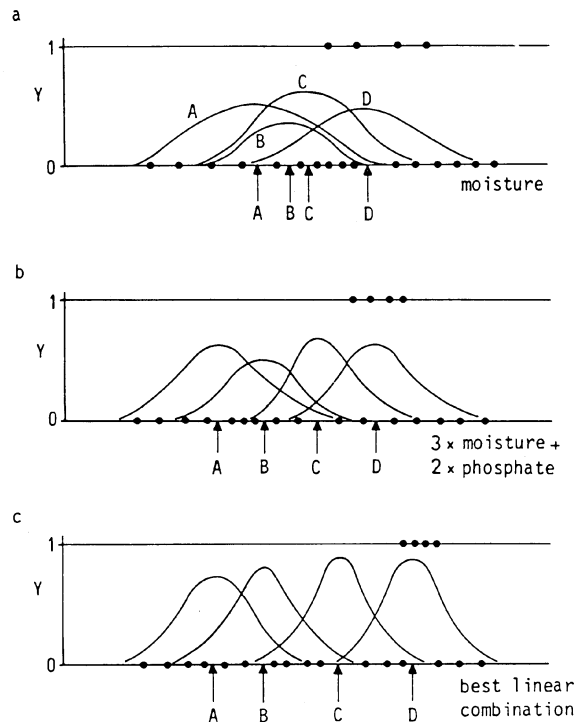 a
1
Y
A
C
D
B
0
moisture
A B C D
b
1
Y
0
3 × moisture +
2 × phosphate
A B C D
c
1
Y
0
best linear
combination
A B C D